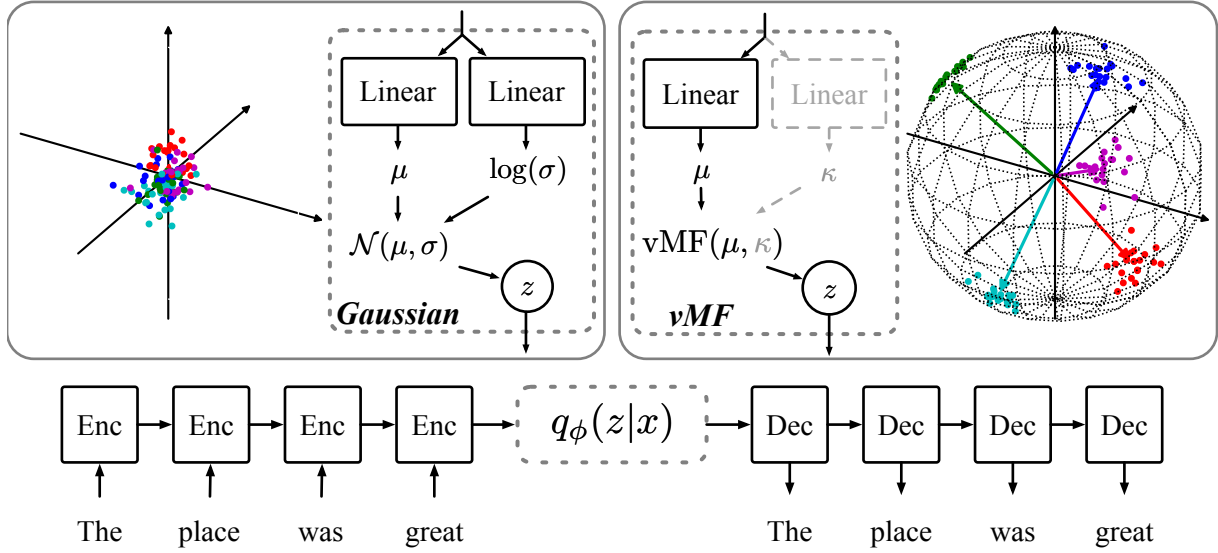 Linear Linear
μ log(σ)
𝒩(μ, σ)
z
Gaussian
Linear Linear
μ κ
vMF(μ, κ)
z
vMF
Enc Enc Enc Enc q_ϕ(z|x) Dec Dec Dec Dec
The place was great The place was great